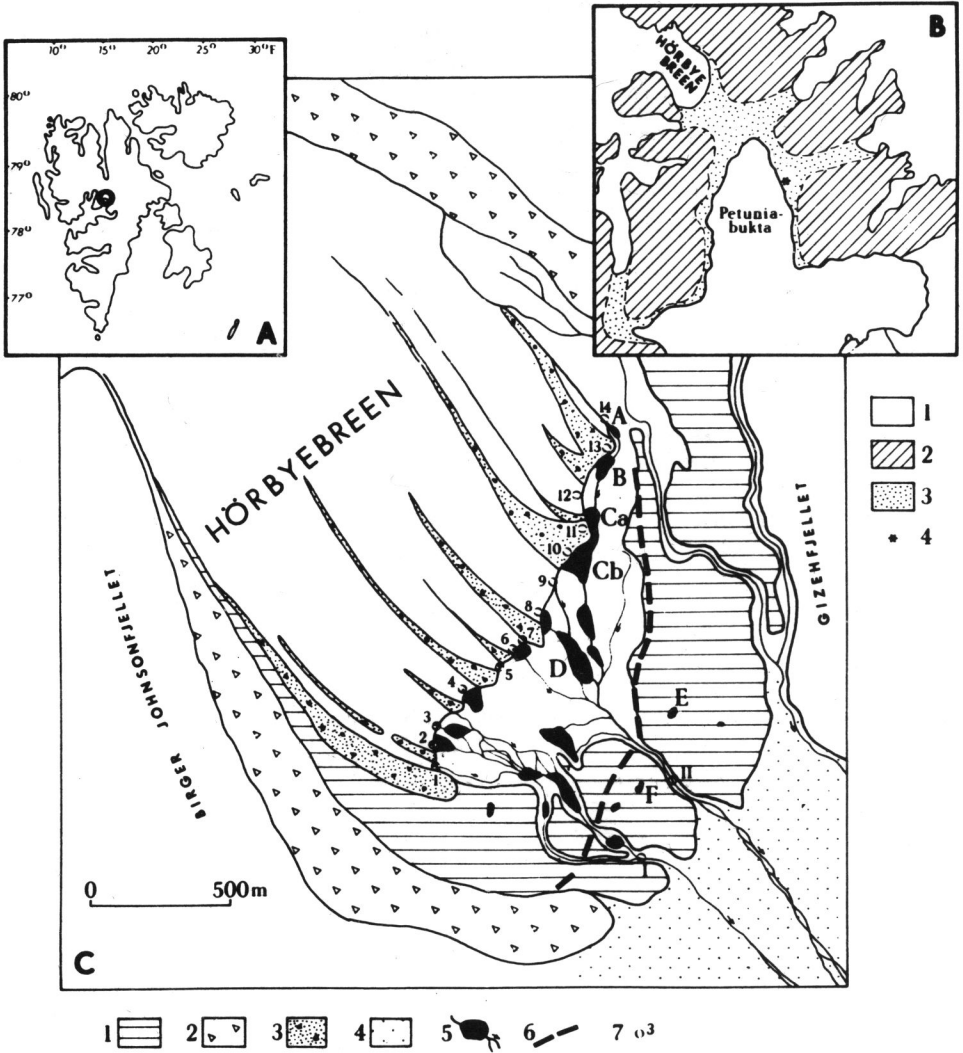 10° 15° 20° 25° 30°E
80°
79°
78°
77°
A
B
HÖRBYE
BREEN
Petunia-
bukta
1
2
3
4
HÖRBYEBREEN
BIRGER JOHNSONFJELLET
GIZEHFJELLET
14
A
13
B
12
Ca
11
10
Cb
9
8
7
6
5
D
4
E
3
2
1
II
F
I
0 500m
C
1 2 3 4 5 6 7 3